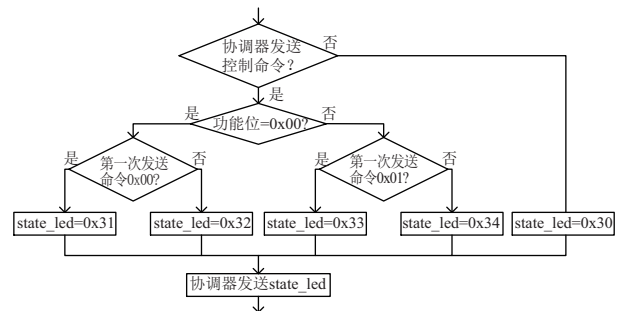 协调器发送
控制命令？
否
是
功能位=0x00?
是
否
第一次发送
命令0x00?
是
否
第一次发送
命令0x01?
是
否
state_led=0x31
state_led=0x32
state_led=0x33
state_led=0x34
state_led=0x30
协调器发送state_led